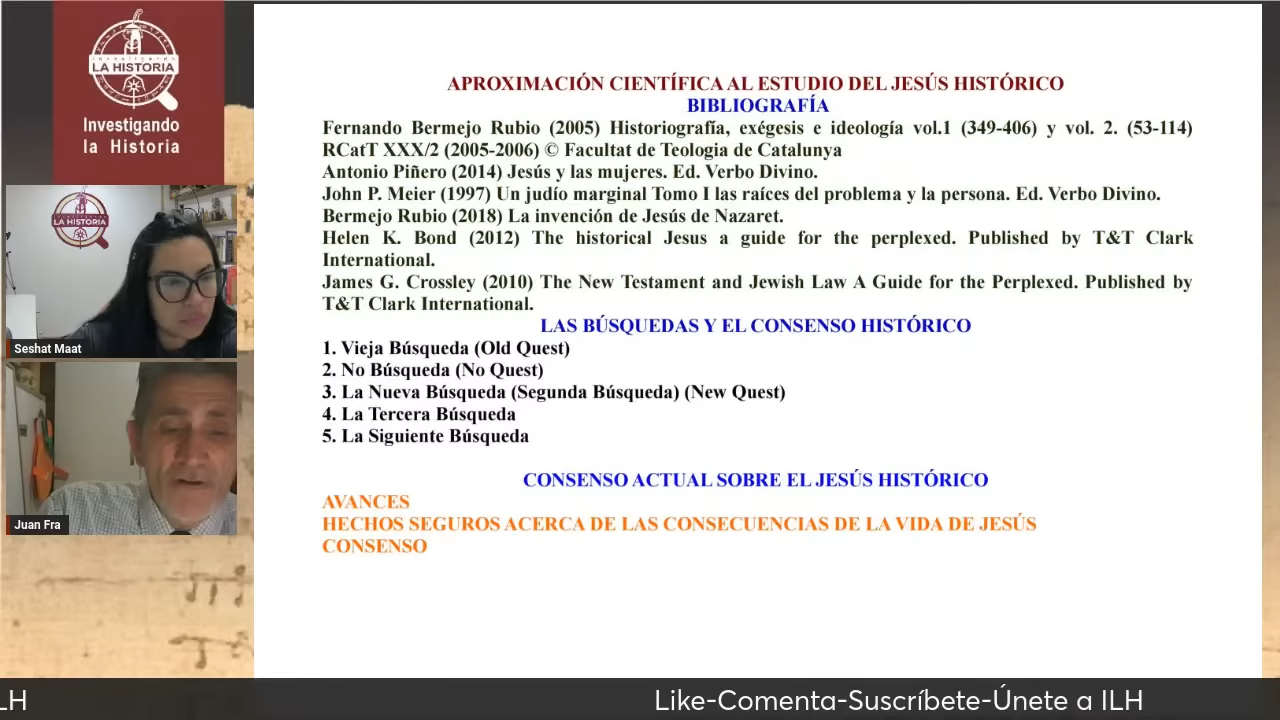 LA HISTORIA
Investigando
la Historia
LA HISTORIA
Seshat Maat
Juan Fra
APROXIMACIÓN CIENTÍFICA AL ESTUDIO DEL JESÚS HISTÓRICO
BIBLIOGRAFÍA
Fernando Bermejo Rubio (2005) Historiografía, exégesis e ideología vol.1 (349-406) y vol. 2. (53-114)
RCatT XXX/2 (2005-2006) © Facultat de Teologia de Catalunya
Antonio Piñero (2014) Jesús y las mujeres. Ed. Verbo Divino.
John P. Meier (1997) Un judío marginal Tomo I las raíces del problema y la persona. Ed. Verbo Divino.
Bermejo Rubio (2018) La invención de Jesús de Nazaret.
Helen K. Bond (2012) The historical Jesus a guide for the perplexed. Published by T&T Clark
International.
James G. Crossley (2010) The New Testament and Jewish Law A Guide for the Perplexed. Published by
T&T Clark International.
LAS BÚSQUEDAS Y EL CONSENSO HISTÓRICO
1. Vieja Búsqueda (Old Quest)
2. No Búsqueda (No Quest)
3. La Nueva Búsqueda (Segunda Búsqueda) (New Quest)
4. La Tercera Búsqueda
5. La Siguiente Búsqueda
CONSENSO ACTUAL SOBRE EL JESÚS HISTÓRICO
AVANCES
HECHOS SEGUROS ACERCA DE LAS CONSECUENCIAS DE LA VIDA DE JESÚS
CONSENSO
LH
Like-Comenta-Suscríbete-Únete a ILH